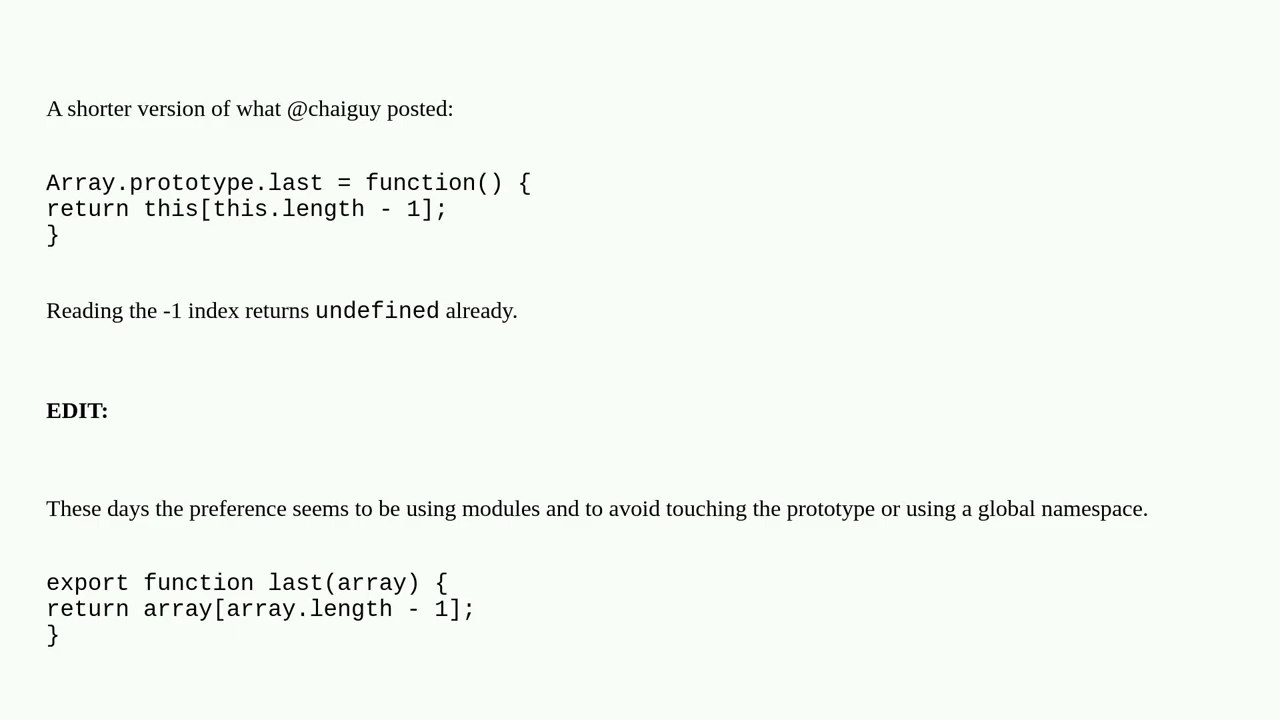 A shorter version of what @chaiguy posted:
Array.prototype.last = function() {
return this[this.length - 1];
}
Reading the -1 index returns undefined already.
EDIT:
These days the preference seems to be using modules and to avoid touching the prototype or using a global namespace.
export function last(array) {
return array[array.length - 1];
}